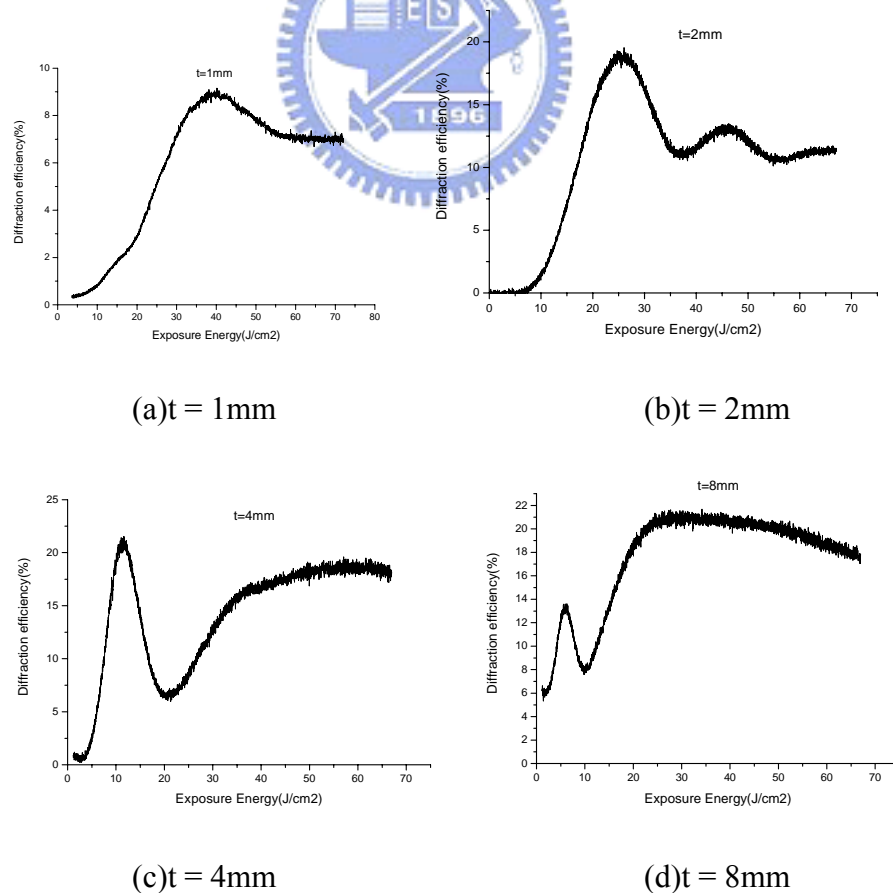 E S
1896
t=1mm
Diffraction efficiency(%)
10
8
6
4
2
0
0 10 20 30 40 50 60 70 80
Exposure Energy(J/cm2)
(a)t = 1mm
t=2mm
Diffraction efficiency(%)
20
15
10
5
0
0 10 20 30 40 50 60 70
Exposure Energy(J/cm2)
(b)t = 2mm
t=4mm
Diffraction efficiency(%)
25
20
15
10
5
0
0 10 20 30 40 50 60 70
Exposure Energy(J/cm2)
(c)t = 4mm
t=8mm
Diffraction efficiency(%)
22
20
18
16
14
12
10
8
6
4
2
0
0 10 20 30 40 50 60 70
Exposure Energy(J/cm2)
(d)t = 8mm